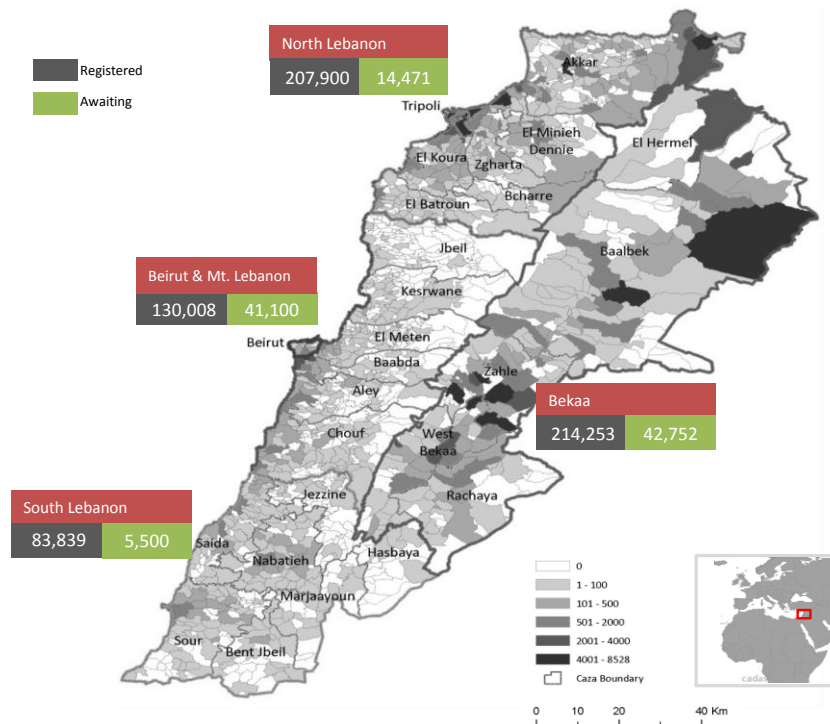 North Lebanon
207,900 14,471
Registered
Awaiting
Akkar
Tripoli
El Minieh
Dennie
El Hermel
El Koura
Zgharta
Bcharre
El Batroun
Jbeil
Baalbek
Beirut & Mt. Lebanon
130,008 41,100
Kesrwane
El Meten
Beirut
Baabda
Zahle
Aley
Bekaa
214,253 42,752
Chouf
West
Bekaa
Jezzine
Rachaya
South Lebanon
83,839 5,500
Saida
Hasbaya
Nabatieh
Marjaayoun
Sour
Bent Jbeil
0
1 - 100
101 - 500
501 - 2000
2001 - 4000
4001 - 8528
Caza Boundary
0 10 20 40 Km